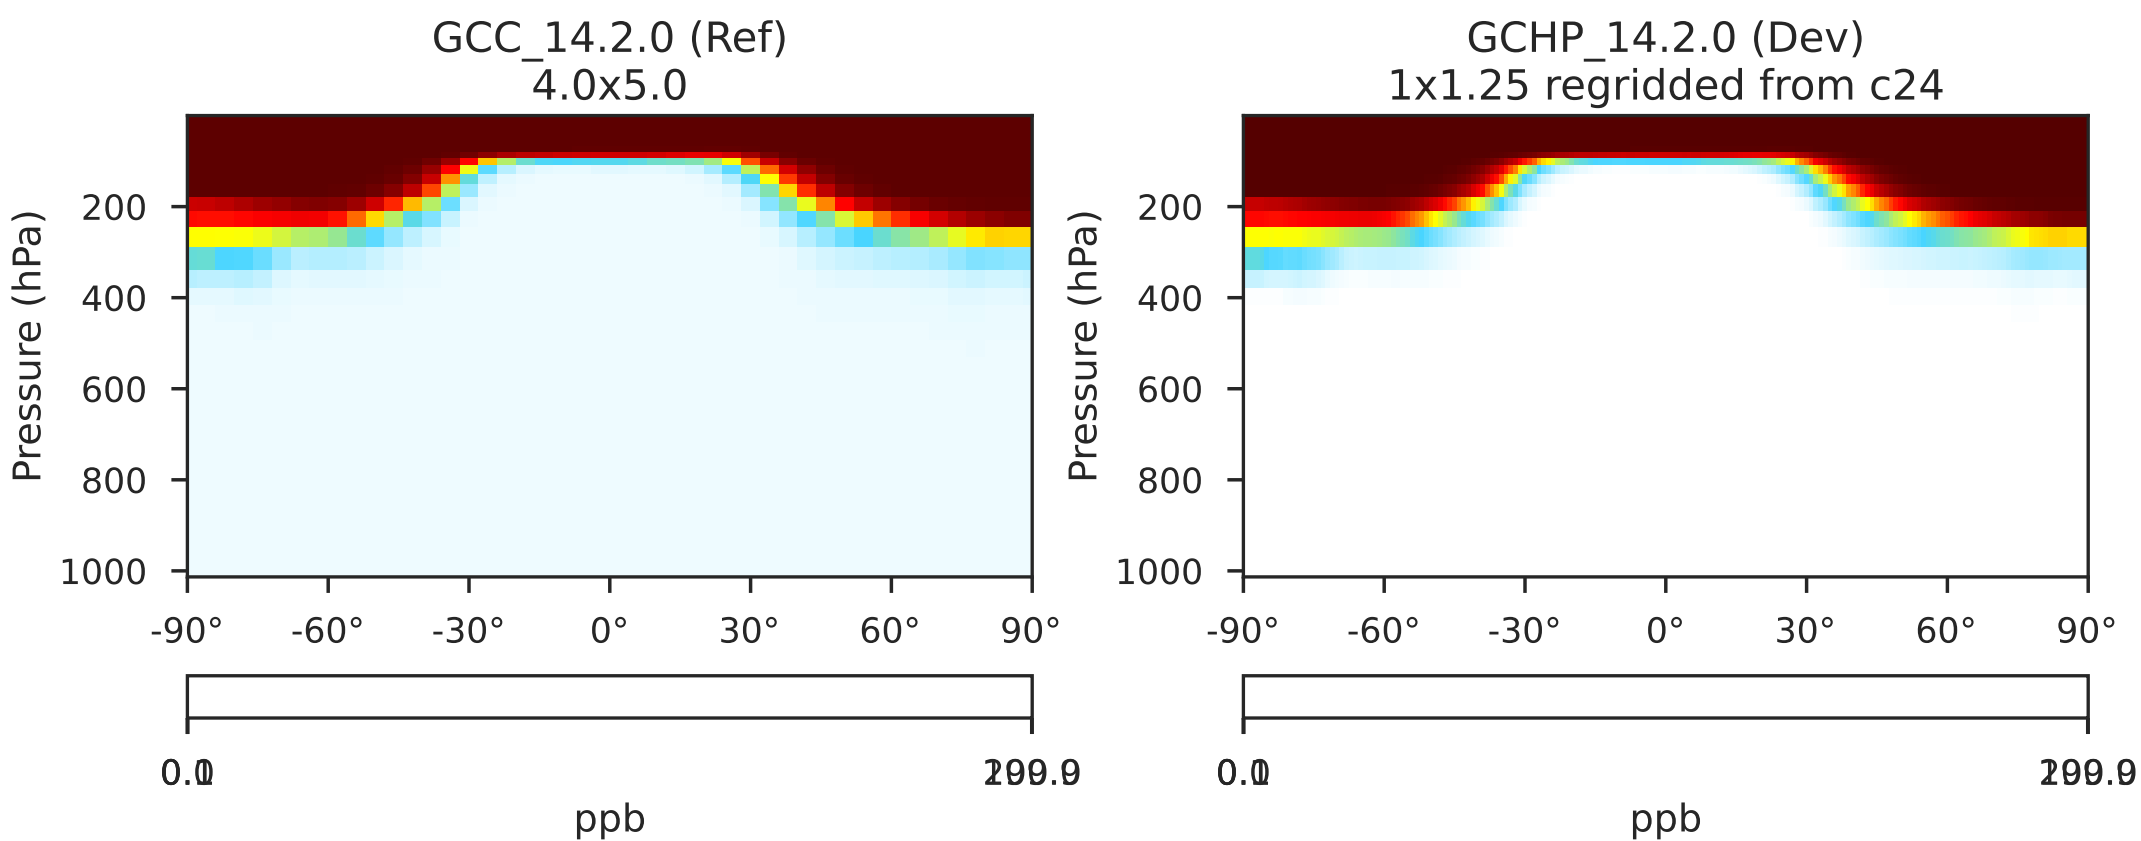 GCC_14.2.0 (Ref)
4.0x5.0
Pressure (hPa)
200
400
600
800
1000
-90° -60° -30° 0° 30° 60° 90°
ppb
GCHP_14.2.0 (Dev)
1x1.25 regridded from c24
Pressure (hPa)
200
400
600
800
1000
-90° -60° -30° 0° 30° 60° 90°
ppb